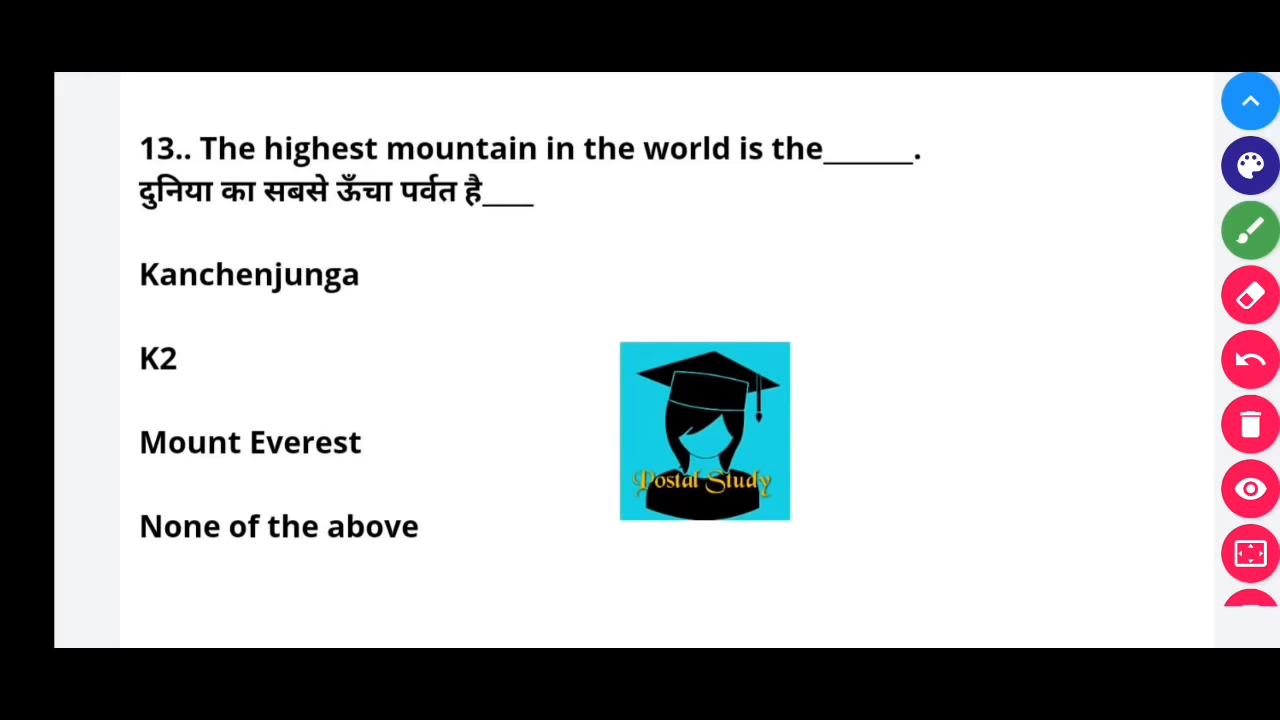 13.. The highest mountain in the world is the_______.
दुनिया का सबसे ऊँचा पर्वत है____
Kanchenjunga
K2
Mount Everest
Postal Study
None of the above